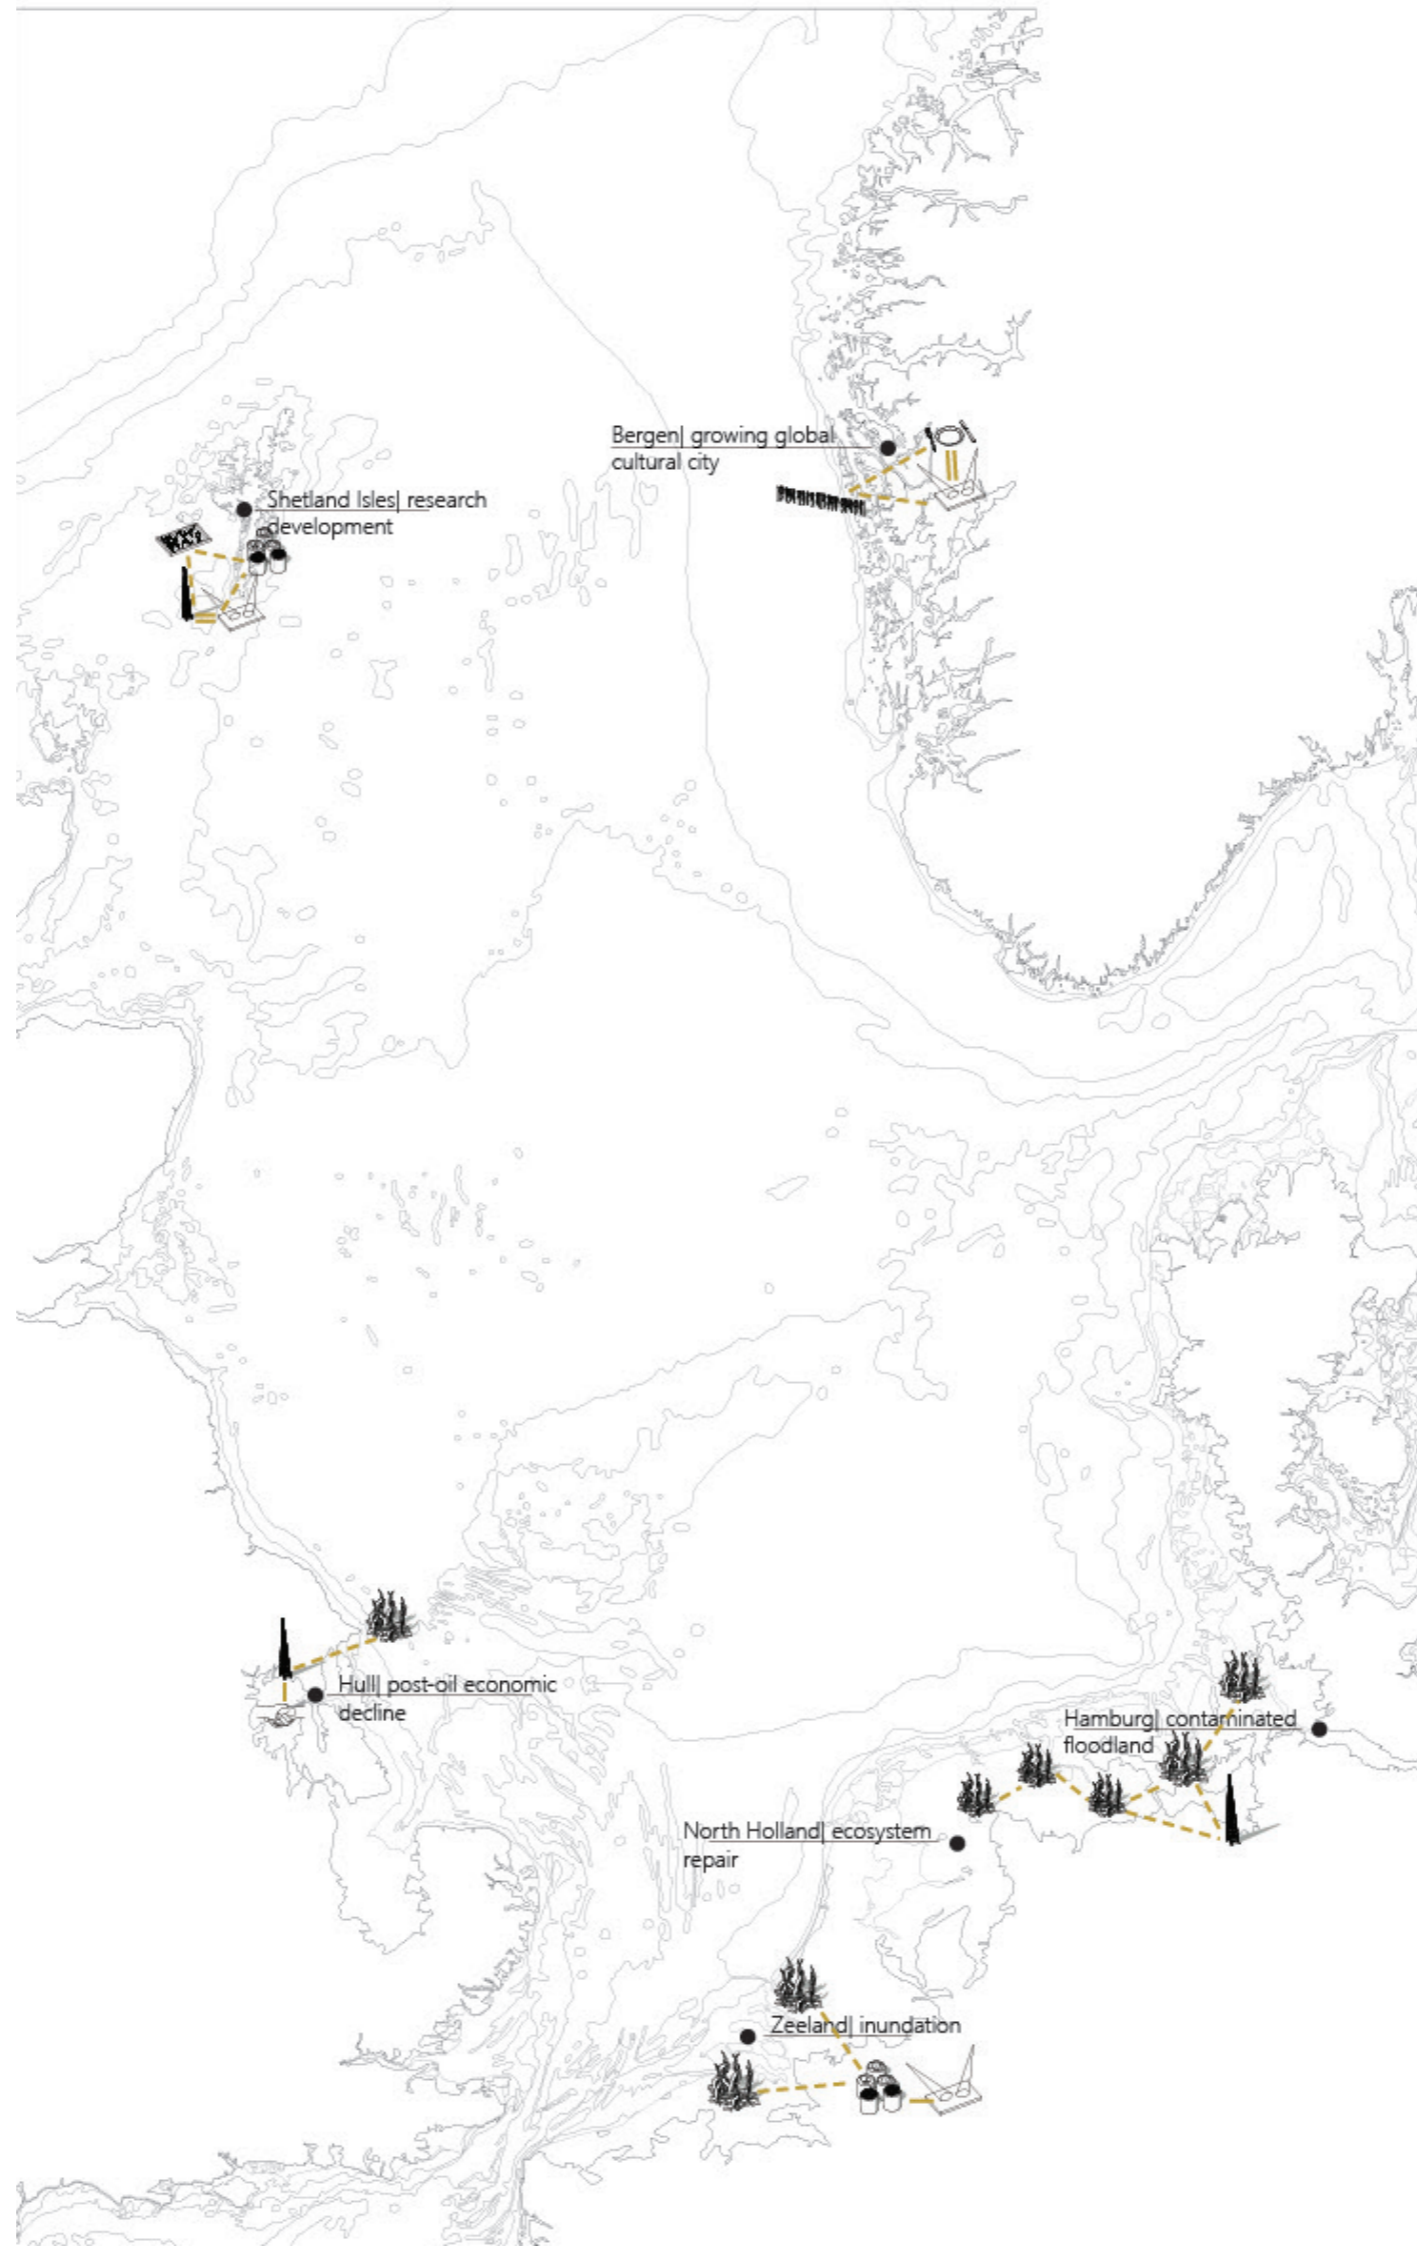 Bergen| growing global
cultural city
Shetland Isles| research
development
Hull| post-oil economic
decline
Hamburg| contaminated
floodland
North Holland| ecosystem
repair
Zeeland| inundation